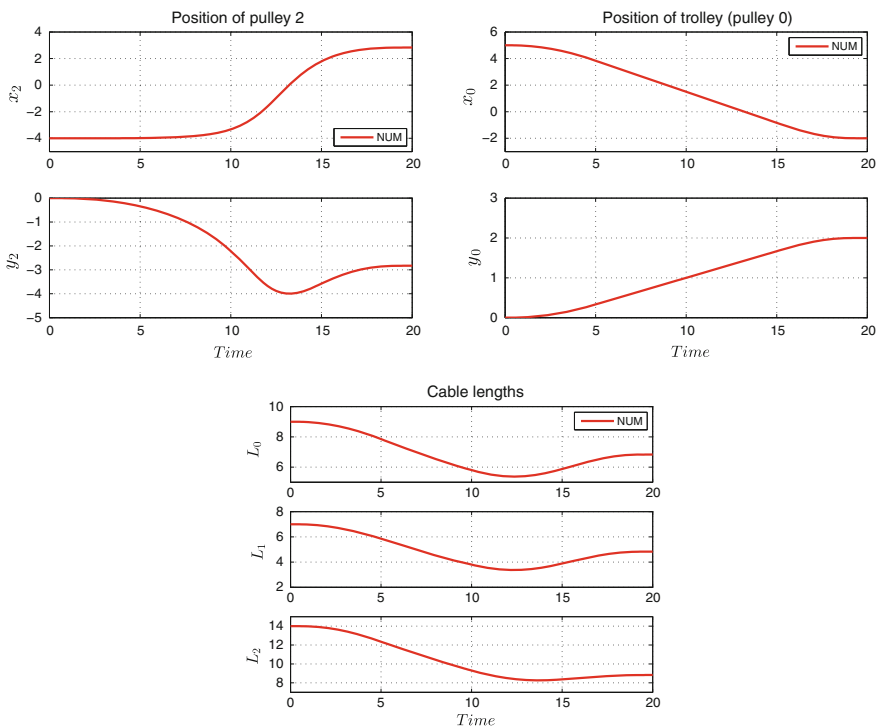 Position of pulley 2
4
2
0
−2
−4
x₂
NUM
0 5 10 15 20
Position of trolley (pulley 0)
6
4
2
0
−2
x₀
NUM
0 5 10 15 20
0
−1
−2
−3
−4
−5
y₂
0 5 10 15 20
Time
3
2
1
0
y₀
0 5 10 15 20
Time
Cable lengths
10
8
6
L₀
NUM
0 5 10 15 20
8
6
4
2
L₁
0 5 10 15 20
14
12
10
8
L₂
0 5 10 15 20
Time